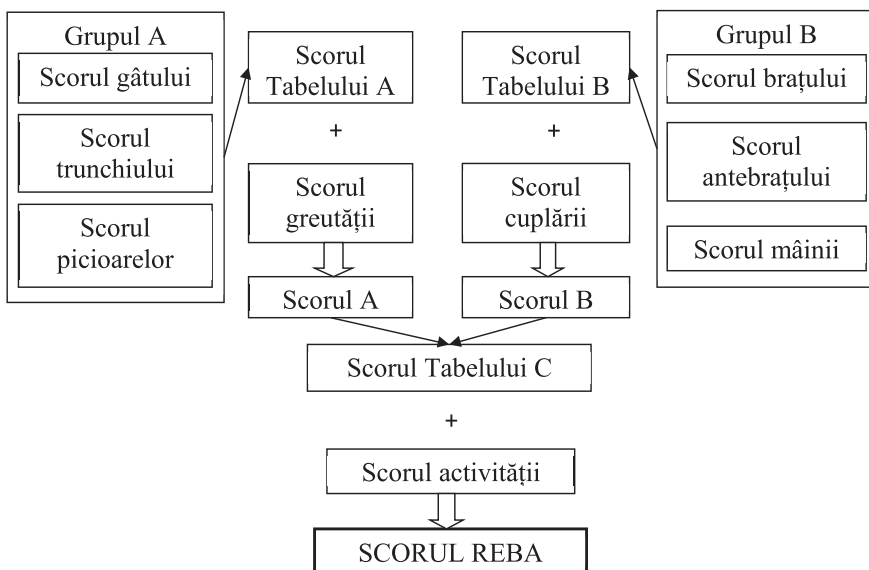 Grupul A
Scorul gâtului
Scorul
trunchiului
Scorul
picioarelor
Scorul
Tabelului A
+
Scorul
greutății
Scorul A
Scorul
Tabelului B
+
Scorul
cuplării
Scorul B
Grupul B
Scorul brațului
Scorul
antebrațului
Scorul mâinii
Scorul Tabelului C
+
Scorul activității
SCORUL REBA